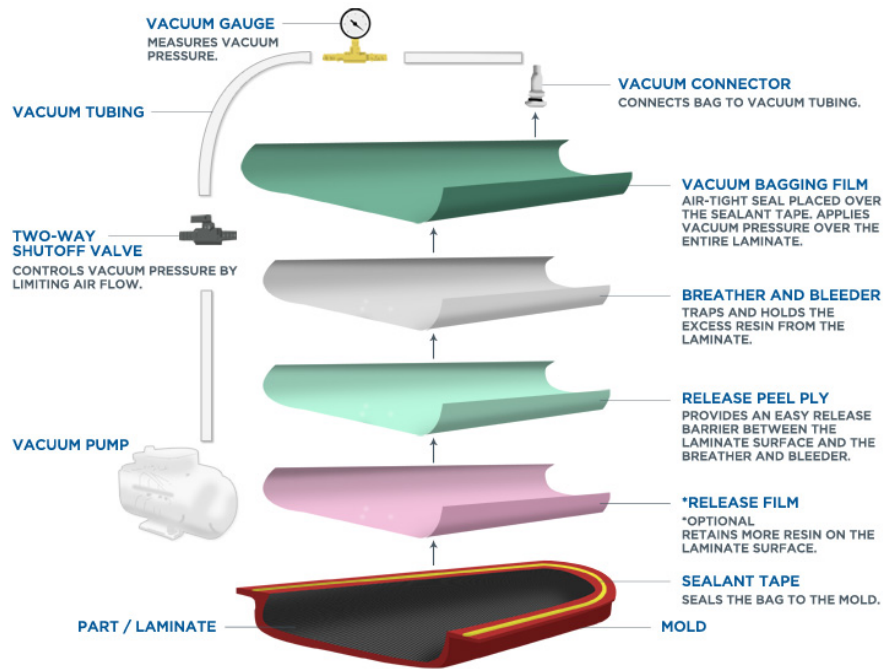 VACUUM GAUGE
MEASURES VACUUM
PRESSURE.
VACUUM CONNECTOR
CONNECTS BAG TO VACUUM TUBING.
VACUUM TUBING
VACUUM BAGGING FILM
AIR-TIGHT SEAL PLACED OVER
THE SEALANT TAPE. APPLIES
VACUUM PRESSURE OVER THE
ENTIRE LAMINATE.
TWO-WAY
SHUTOFF VALVE
CONTROLS VACUUM PRESSURE BY
LIMITING AIR FLOW.
BREATHER AND BLEEDER
TRAPS AND HOLDS THE
EXCESS RESIN FROM THE
LAMINATE.
RELEASE PEEL PLY
PROVIDES AN EASY RELEASE
BARRIER BETWEEN THE
LAMINATE SURFACE AND THE
BREATHER AND BLEEDER.
VACUUM PUMP
*RELEASE FILM
*OPTIONAL
RETAINS MORE RESIN ON THE
LAMINATE SURFACE.
SEALANT TAPE
SEALS THE BAG TO THE MOLD.
PART / LAMINATE
MOLD